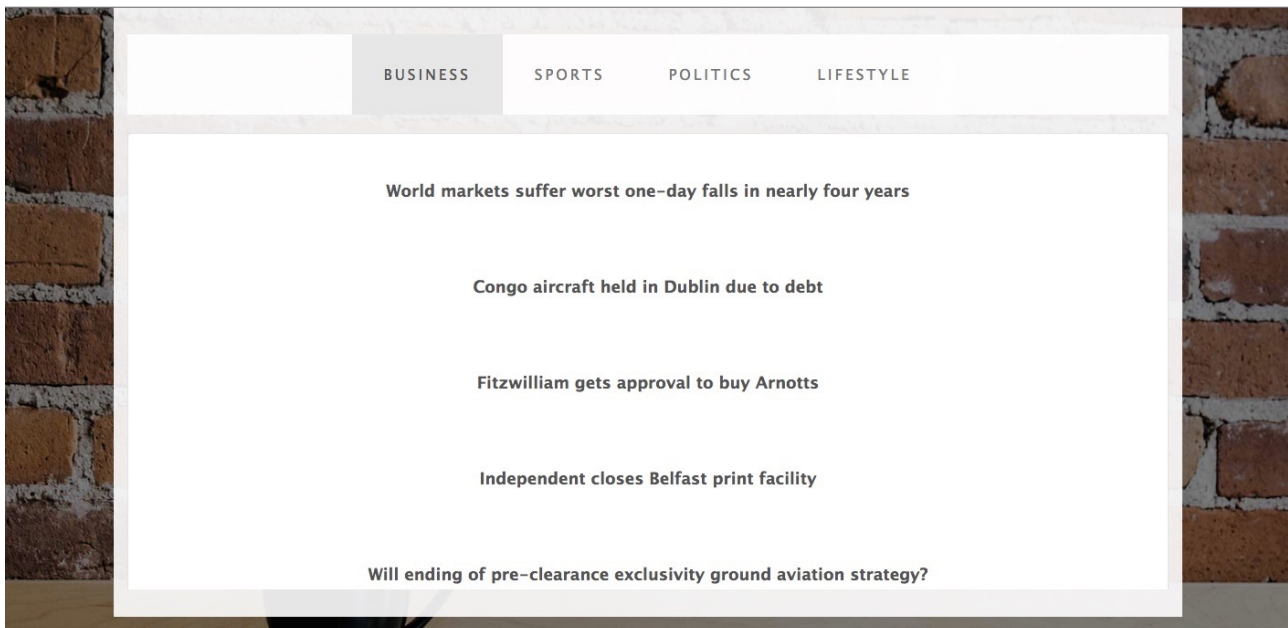 BUSINESS SPORTS POLITICS LIFESTYLE
World markets suffer worst one-day falls in nearly four years
Congo aircraft held in Dublin due to debt
Fitzwilliam gets approval to buy Arnotts
Independent closes Belfast print facility
Will ending of pre-clearance exclusivity ground aviation strategy?